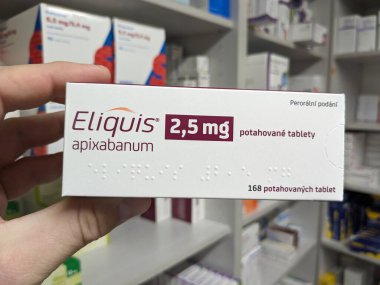 Perorální podání
Eliquis® 2,5 mg potahované tablety
apixabanum
168 potahovaných tablet